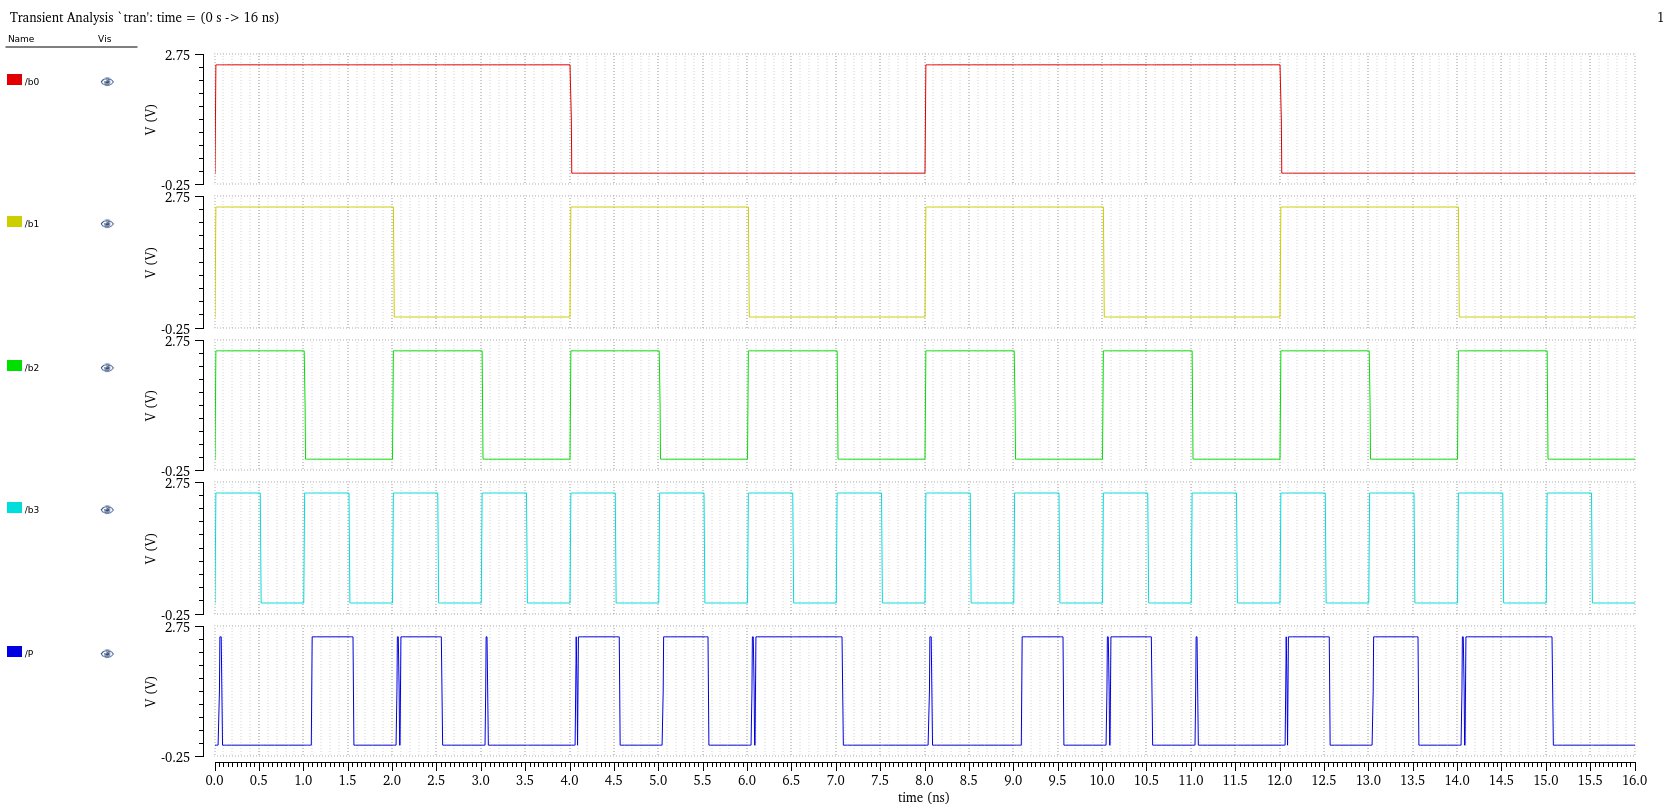 Transient Analysis `tran': time = (0 s -> 16 ns)
1
Name Vis
/b0
2.75
V (V)
-0.25
/b1
2.75
V (V)
-0.25
/b2
2.75
V (V)
-0.25
/b3
2.75
V (V)
-0.25
/P
2.75
V (V)
-0.25
0.0 0.5 1.0 1.5 2.0 2.5 3.0 3.5 4.0 4.5 5.0 5.5 6.0 6.5 7.0 7.5 8.0 8.5 9.0 9.5 10.0 10.5 11.0 11.5 12.0 12.5 13.0 13.5 14.0 14.5 15.0 15.5 16.0
time (ns)